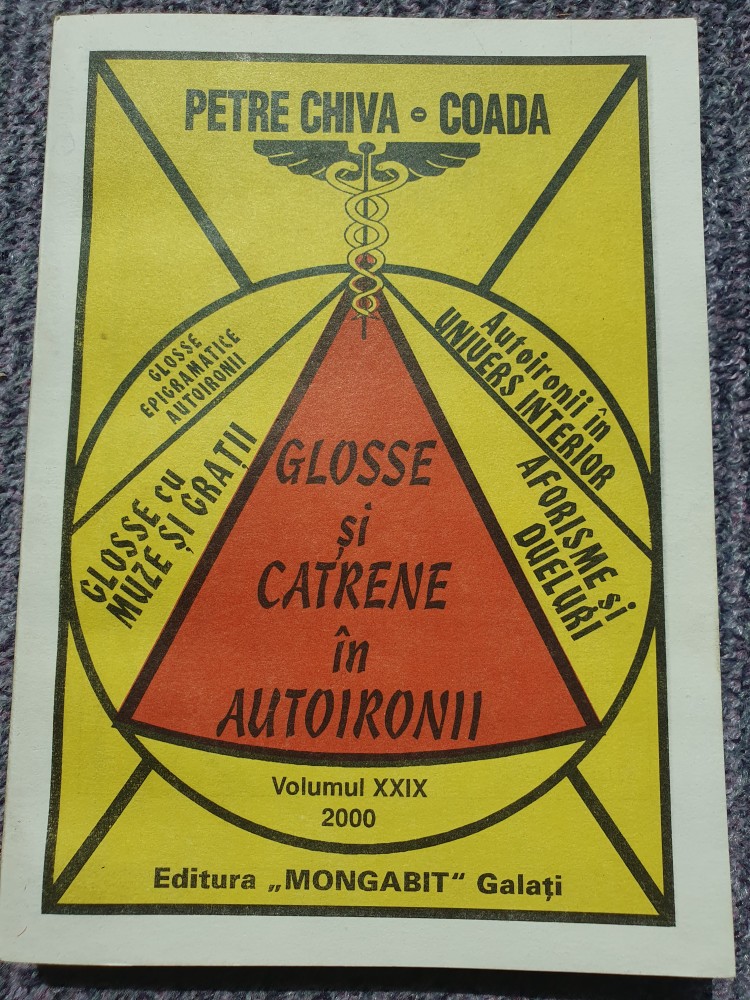 PETRE CHIVA - COADA
GLOSSE
EPIGRAMATICE
AUTOIRONII
GLOSSE CU
MUZE ȘI GRAȚII
Autoironii în
UNIVERS INTERIOR
AFORISME și
DUELURI
GLOSSE
și
CATRENE
în
AUTOIRONII
Volumul XXIX
2000
Editura „MONGABIT" Galați